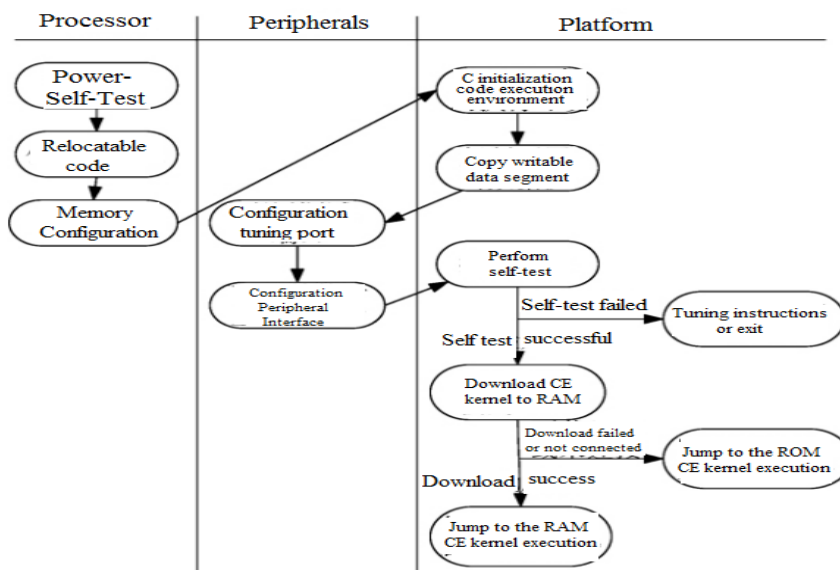 Processor
Peripherals
Platform
Power-
Self-Test
Relocatable
code
Memory
Configuration
C initialization
code execution
environment
Copy writable
data segment
Configuration
tuning port
Configuration
Peripheral
Interface
Perform
self-test
Self-test failed
Tuning instructions
or exit
Self test successful
Download CE
kernel to RAM
Download failed
or not connected
Jump to the ROM
CE kernel execution
Download success
Jump to the RAM
CE kernel execution